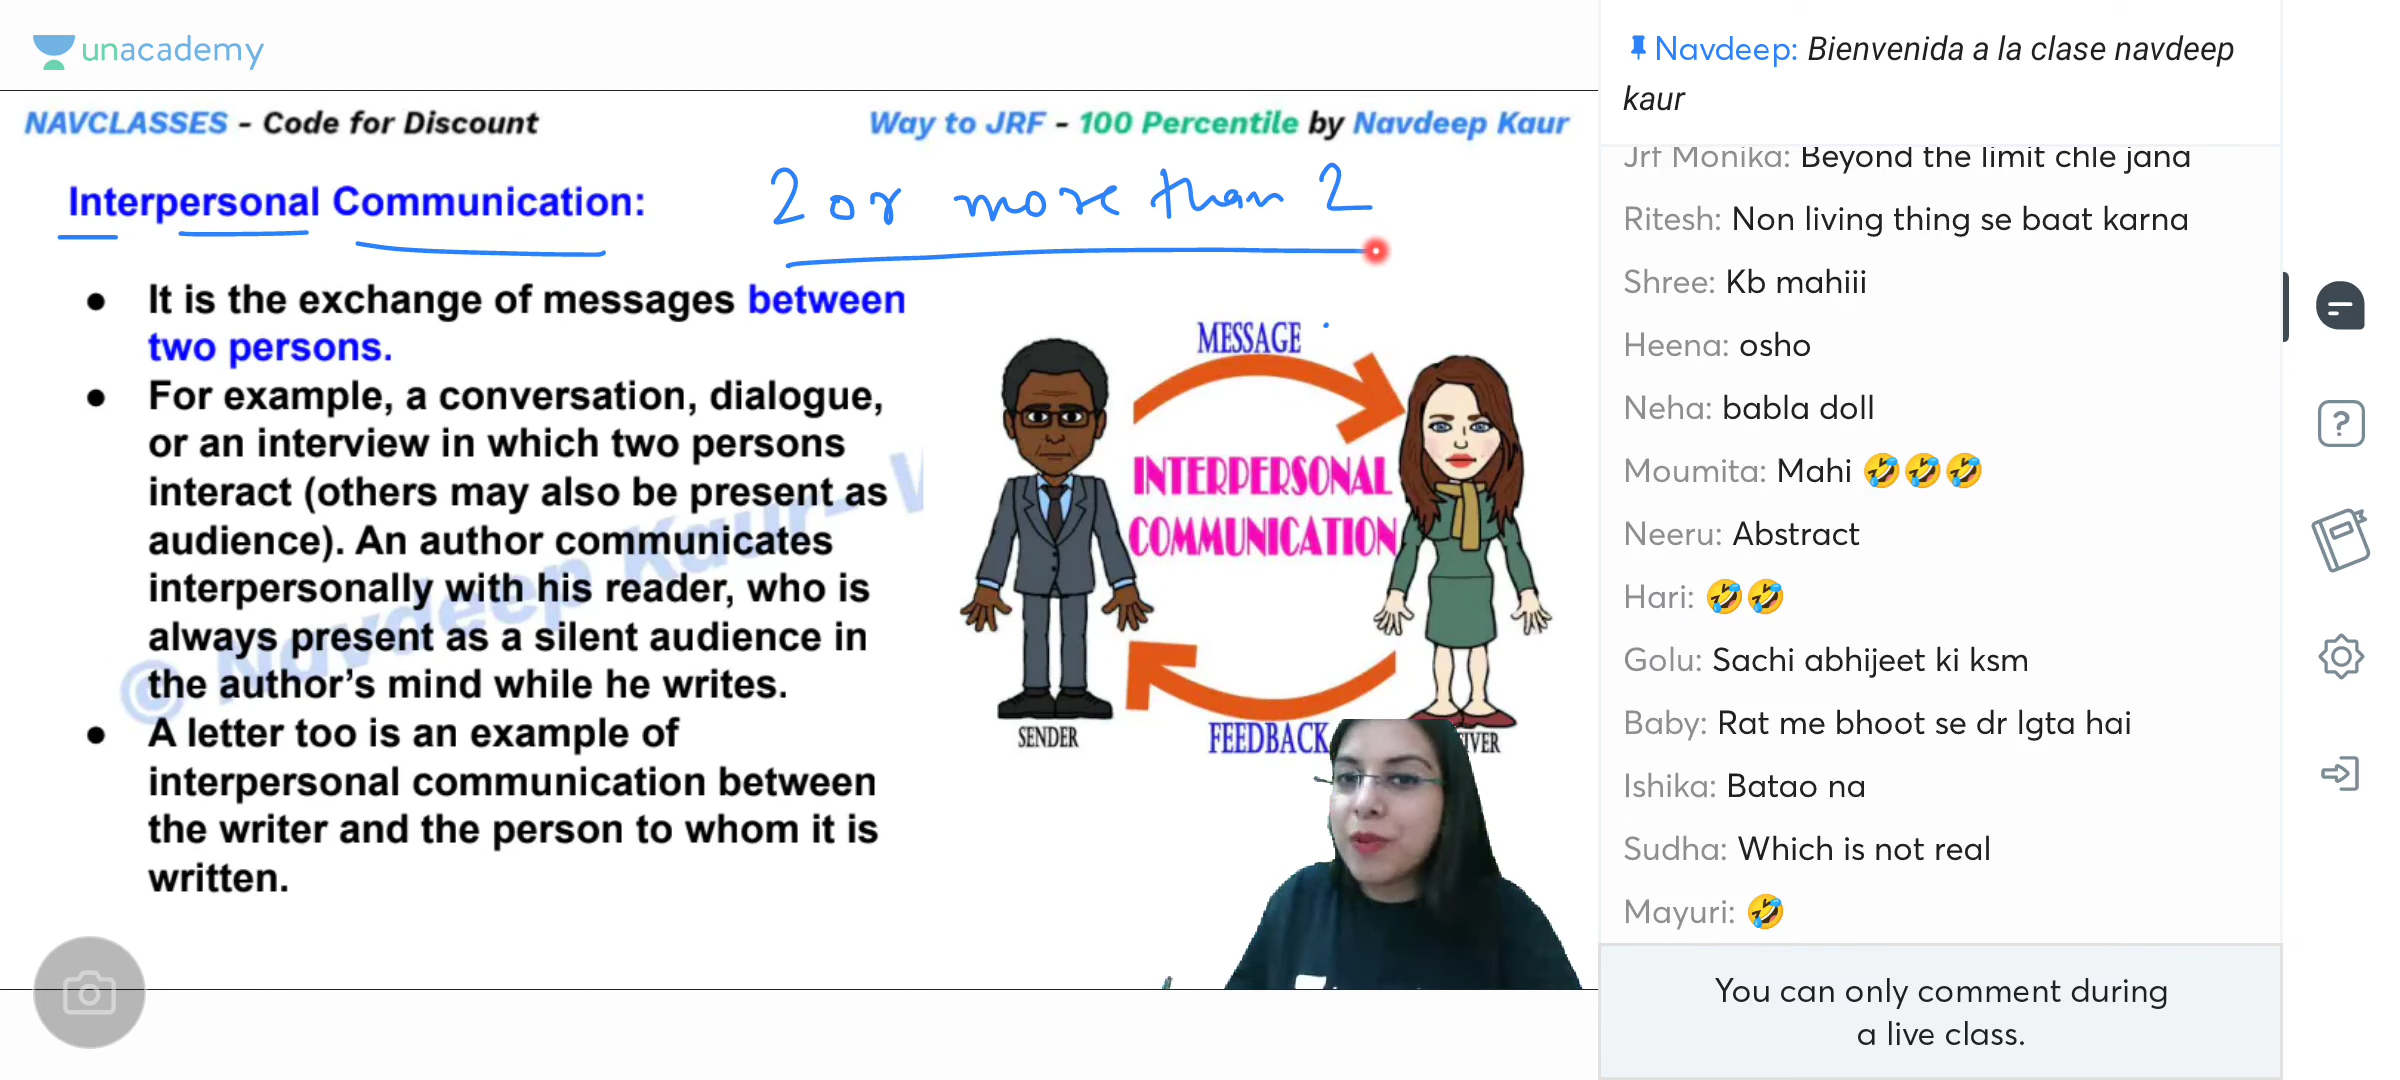 unacademy
NAVCLASSES - Code for Discount
Way to JRF - 100 Percentile by Navdeep Kaur
Interpersonal Communication:
2 or more than 2
● It is the exchange of messages between
two persons.
● For example, a conversation, dialogue,
or an interview in which two persons
interact (others may also be present as
audience). An author communicates
interpersonally with his reader, who is
always present as a silent audience in
the author's mind while he writes.
● A letter too is an example of
interpersonal communication between
the writer and the person to whom it is
written.
© Navdeep Kaur- W
MESSAGE
INTERPERSONAL
COMMUNICATION
FEEDBACK
SENDER
IVER
Navdeep: Bienvenida a la clase navdeep
kaur
Jrf Monika: Beyond the limit chle jana
Ritesh: Non living thing se baat karna
Shree: Kb mahiii
Heena: osho
Neha: babla doll
Moumita: Mahi 🤣🤣🤣
Neeru: Abstract
Hari: 🤣🤣
Golu: Sachi abhijeet ki ksm
Baby: Rat me bhoot se dr lgta hai
Ishika: Batao na
Sudha: Which is not real
Mayuri: 🤣
You can only comment during
a live class.
?